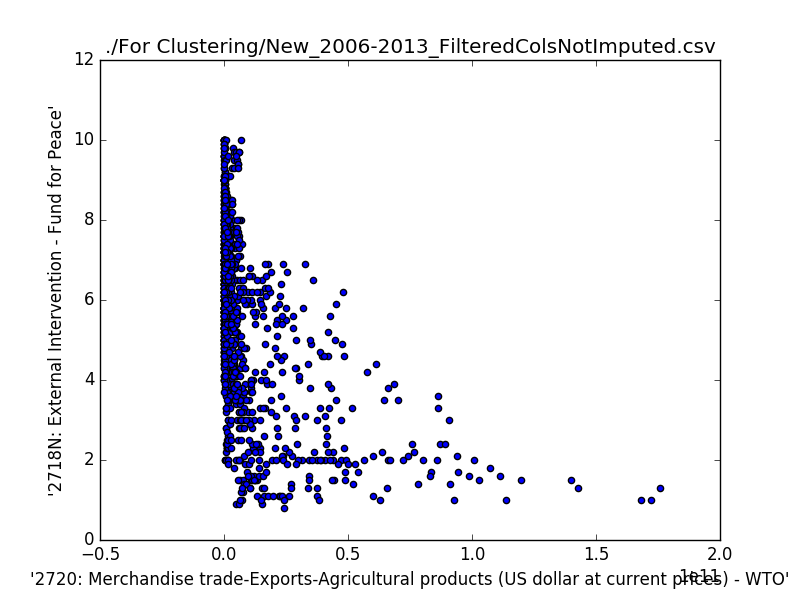 ./For Clustering/New_2006-2013_FilteredColsNotImputed.csv
'2718N: External Intervention - Fund for Peace'
12
10
8
6
4
2
0
−0.5 0.0 0.5 1.0 1.5 2.0
1e11
'2720: Merchandise trade-Exports-Agricultural products (US dollar at current prices) - WTO'